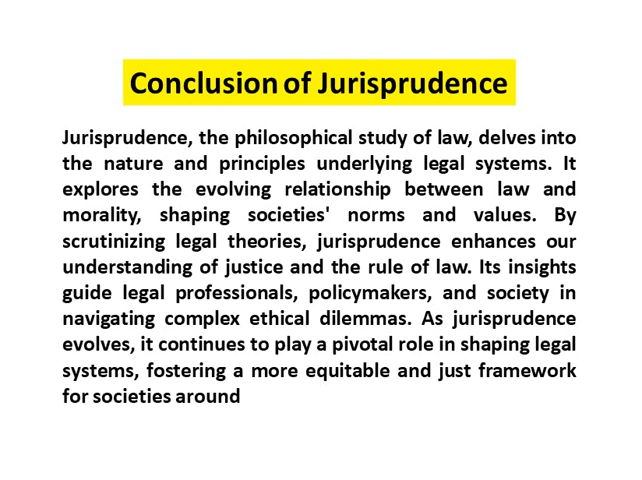 Conclusion of Jurisprudence
Jurisprudence, the philosophical study of law, delves into
the nature and principles underlying legal systems. It
explores the evolving relationship between law and
morality, shaping societies' norms and values. By
scrutinizing legal theories, jurisprudence enhances our
understanding of justice and the rule of law. Its insights
guide legal professionals, policymakers, and society in
navigating complex ethical dilemmas. As jurisprudence
evolves, it continues to play a pivotal role in shaping legal
systems, fostering a more equitable and just framework
for societies around